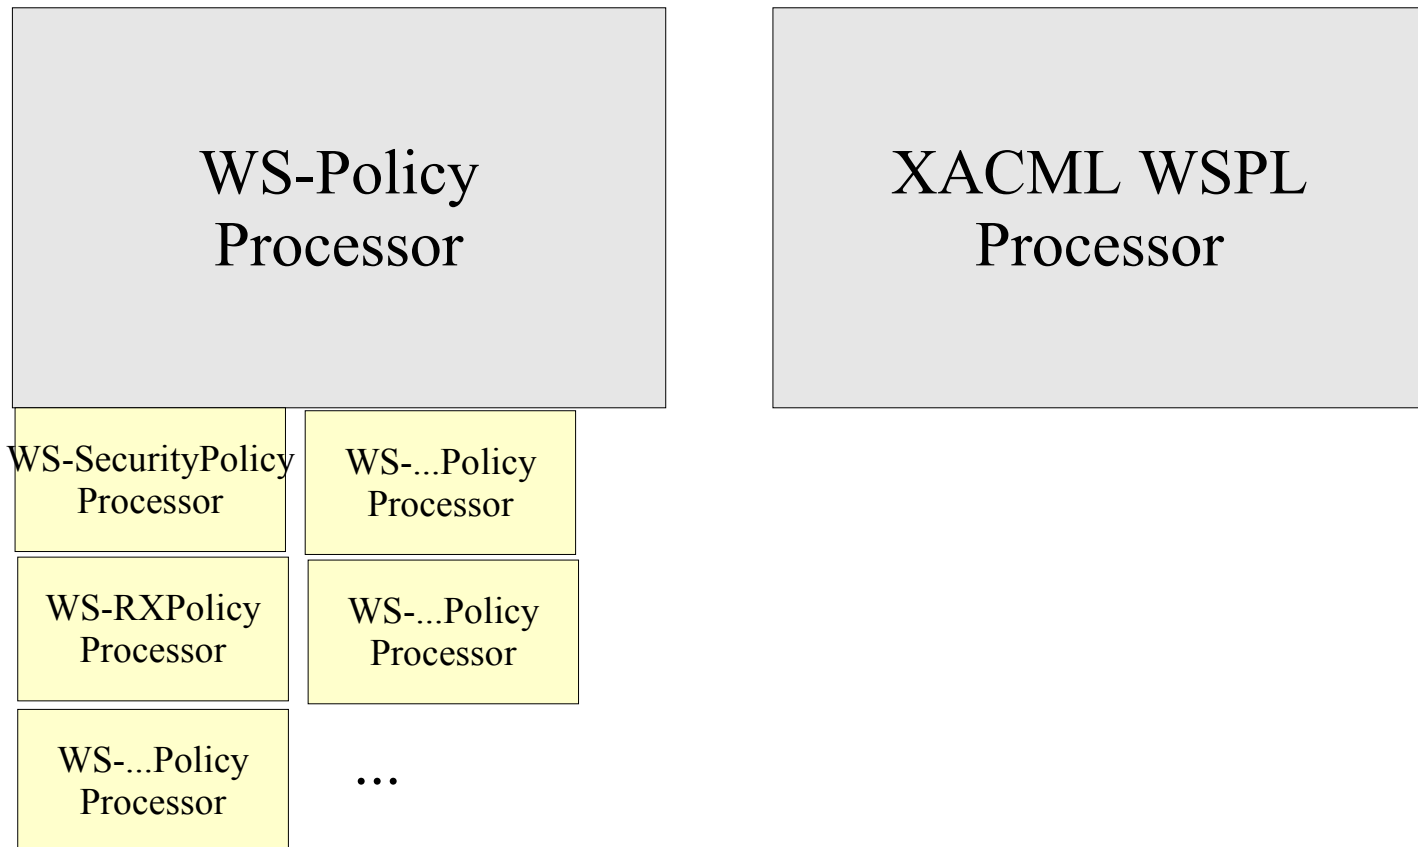 WS-Policy
Processor
XACML WSPL
Processor
WS-SecurityPolicy
Processor
WS-...Policy
Processor
WS-RXPolicy
Processor
WS-...Policy
Processor
WS-...Policy
Processor
...